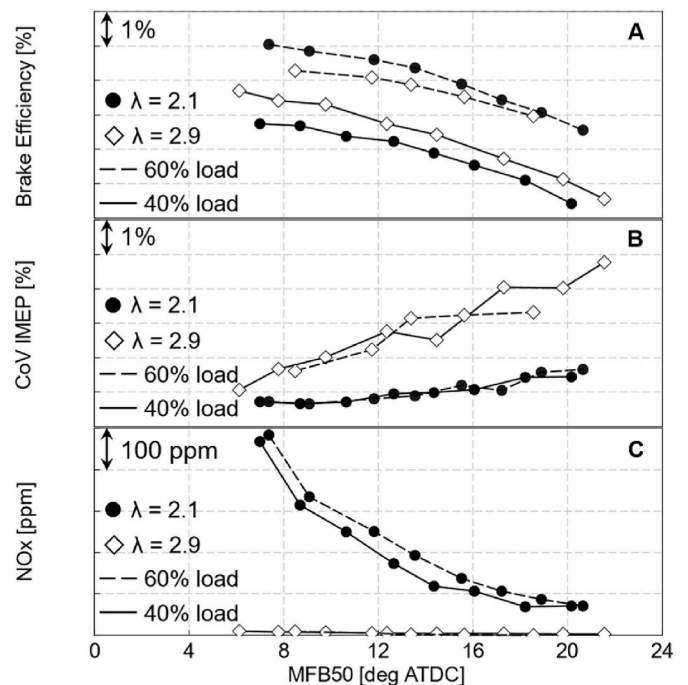 Brake Efficiency [%]
1%
A
λ = 2.1
λ = 2.9
60% load
40% load
CoV IMEP [%]
1%
B
λ = 2.1
λ = 2.9
60% load
40% load
NOx [ppm]
100 ppm
C
λ = 2.1
λ = 2.9
60% load
40% load
0 4 8 12 16 20 24
MFB50 [deg ATDC]